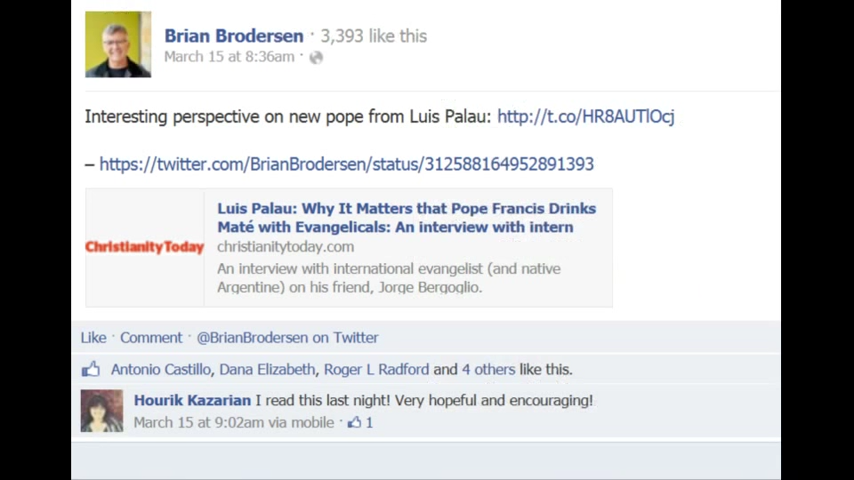 Brian Brodersen · 3,393 like this
March 15 at 8:36am ·
Interesting perspective on new pope from Luis Palau: http://t.co/HR8AUTlOcj
– https://twitter.com/BrianBrodersen/status/312588164952891393
Luis Palau: Why It Matters that Pope Francis Drinks
Maté with Evangelicals: An interview with intern
ChristianityToday
christianitytoday.com
An interview with international evangelist (and native
Argentine) on his friend, Jorge Bergoglio.
Like · Comment · @BrianBrodersen on Twitter
Antonio Castillo, Dana Elizabeth, Roger L Radford and 4 others like this.
Hourik Kazarian I read this last night! Very hopeful and encouraging!
March 15 at 9:02am via mobile · 1